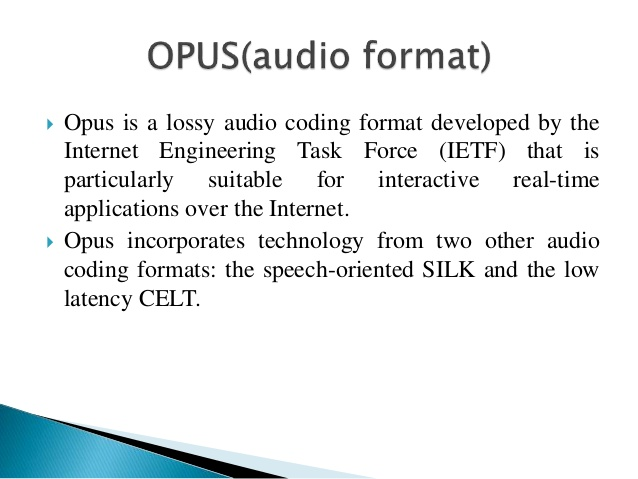 OPUS(audio format)
Opus is a lossy audio coding format developed by the
Internet Engineering Task Force (IETF) that is
particularly suitable for interactive real-time
applications over the Internet.
Opus incorporates technology from two other audio
coding formats: the speech-oriented SILK and the low
latency CELT.